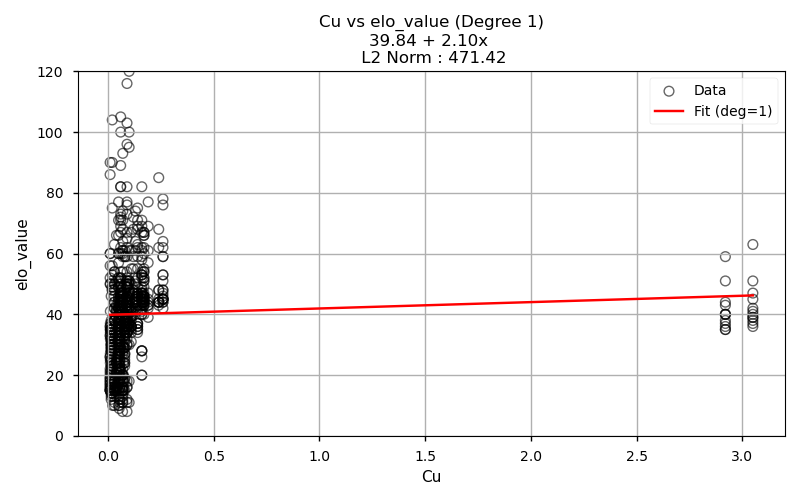 Cu vs elo_value (Degree 1)
39.84 + 2.10x
L2 Norm : 471.42
Data
Fit (deg=1)
elo_value
120
100
80
60
40
20
0
0.0 0.5 1.0 1.5 2.0 2.5 3.0
Cu